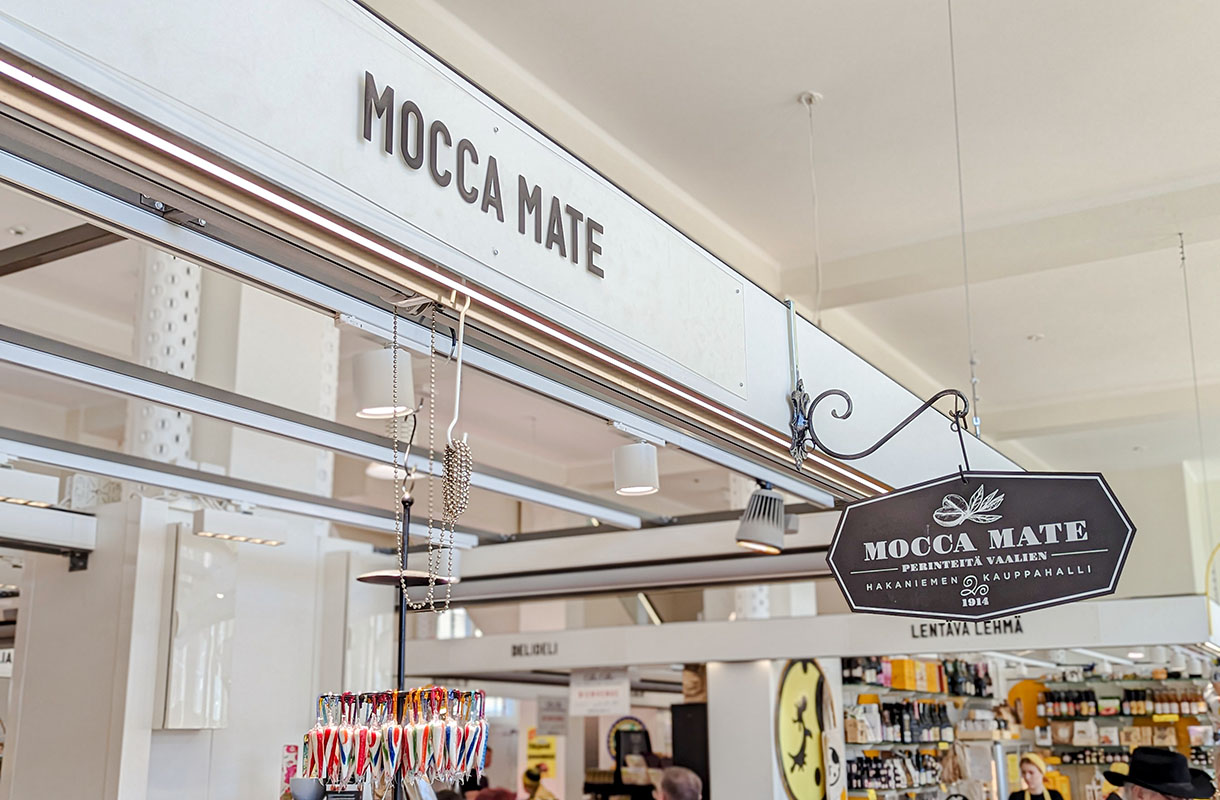 MOCCA MATE
MOCCA MATE
PERINTEITÄ VAALIEN
HAKANIEMEN KAUPPAHALLI
1914
LENTÄVÄ LEHMÄ
DELIDELI